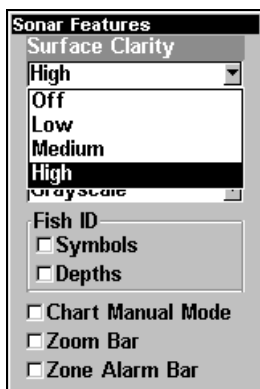 Sonar Features
Surface Clarity
High
Off
Low
Medium
High
Grayscale
Fish ID
Symbols
Depths
Chart Manual Mode
Zoom Bar
Zone Alarm Bar